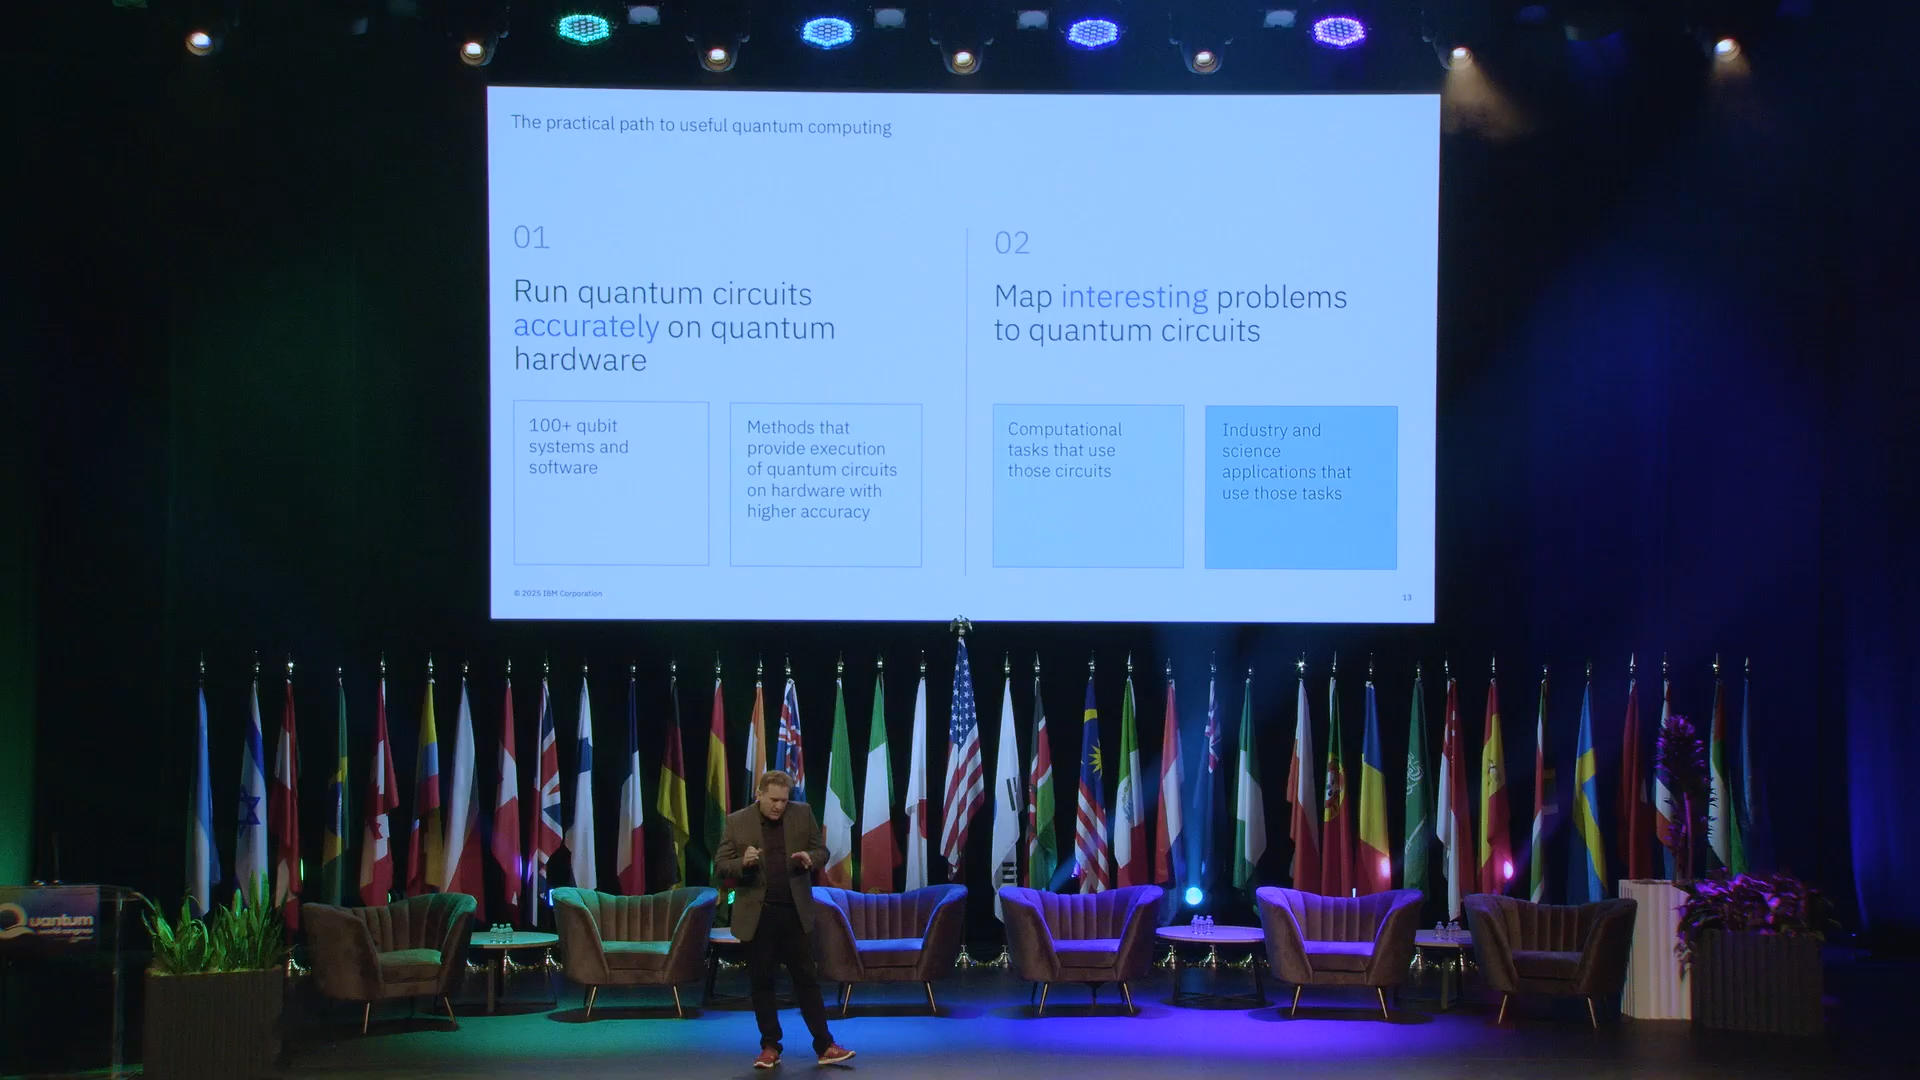 The practical path to useful quantum computing
01
Run quantum circuits
accurately on quantum
hardware
100+ qubit
systems and
software
Methods that
provide execution
of quantum circuits
on hardware with
higher accuracy
02
Map interesting problems
to quantum circuits
Computational
tasks that use
those circuits
Industry and
science
applications that
use those tasks
© 2025 IBM Corporation
13
Quantum
world congress